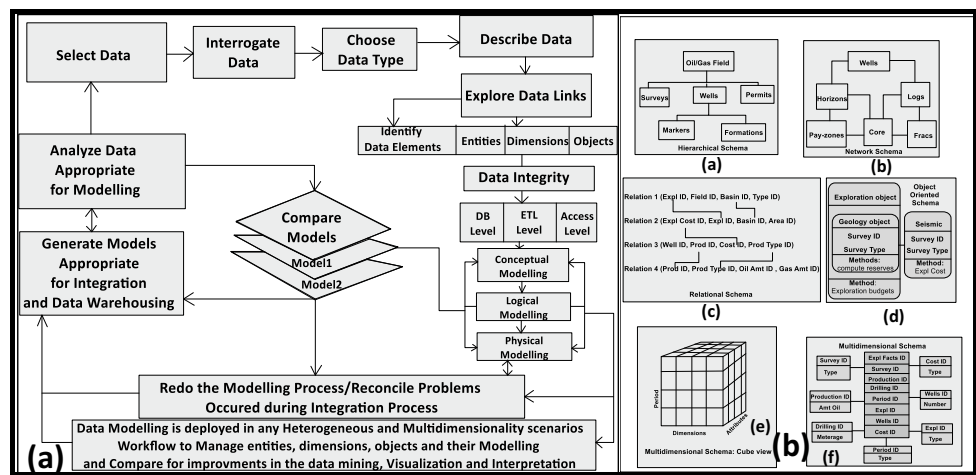 Select Data
Interrogate
Data
Choose
Data Type
Describe Data
Explore Data Links
Identify
Data Elements
Entities
Dimensions
Objects
Data Integrity
DB
Level
ETL
Level
Access
Level
Conceptual
Modelling
Logical
Modelling
Physical
Modelling
Analyze Data
Appropriate
for Modelling
Compare
Models
Model1
Model2
Generate Models
Appropriate
for Integration
and Data Warehousing
Redo the Modelling Process/Reconcile Problems
Occured during Integration Process
(a)
Data Modelling is deployed in any Heterogeneous and Multidimensionality scenarios
Workflow to Manage entities, dimensions, objects and their Modelling
and Compare for improvments in the data mining, Visualization and Interpretation
Oil/Gas Field
Surveys
Wells
Permits
Markers
Formations
Hierarchical Schema
(a)
Wells
Horizons
Logs
Pay-zones
Core
Fracs
Network Schema
(b)
Relation 1 (Expl ID, Field ID, Basin ID, Type ID)
Relation 2 (Expl Cost ID, Expl ID, Basin ID, Area ID)
Relation 3 (Well ID, Prod ID, Cost ID, Prod Type ID)
Relation 4 (Prod ID, Prod Type ID, Oil Amt ID , Gas Amt ID)
Relational Schema
(c)
Object
Oriented
Schema
Exploration object
Geology object
Survey ID
Survey Type
Methods:
compute reserves
Method:
Exploration budgets
Seismic
Survey ID
Survey Type
Method:
Expl Cost
(d)
Period
Dimensions
Attributes
Multidimensional Schema: Cube view
(e)
(b)
Multidimensional Schema
Survey ID
Type
Production ID
Amt Oil
Drilling ID
Meterage
Expl Facts ID
Survey ID
Production ID
Drilling ID
Period ID
Expl ID
Wells ID
Cost ID
Period ID
Type
Cost ID
Type
Wells ID
Number
Expl ID
Type
(f)